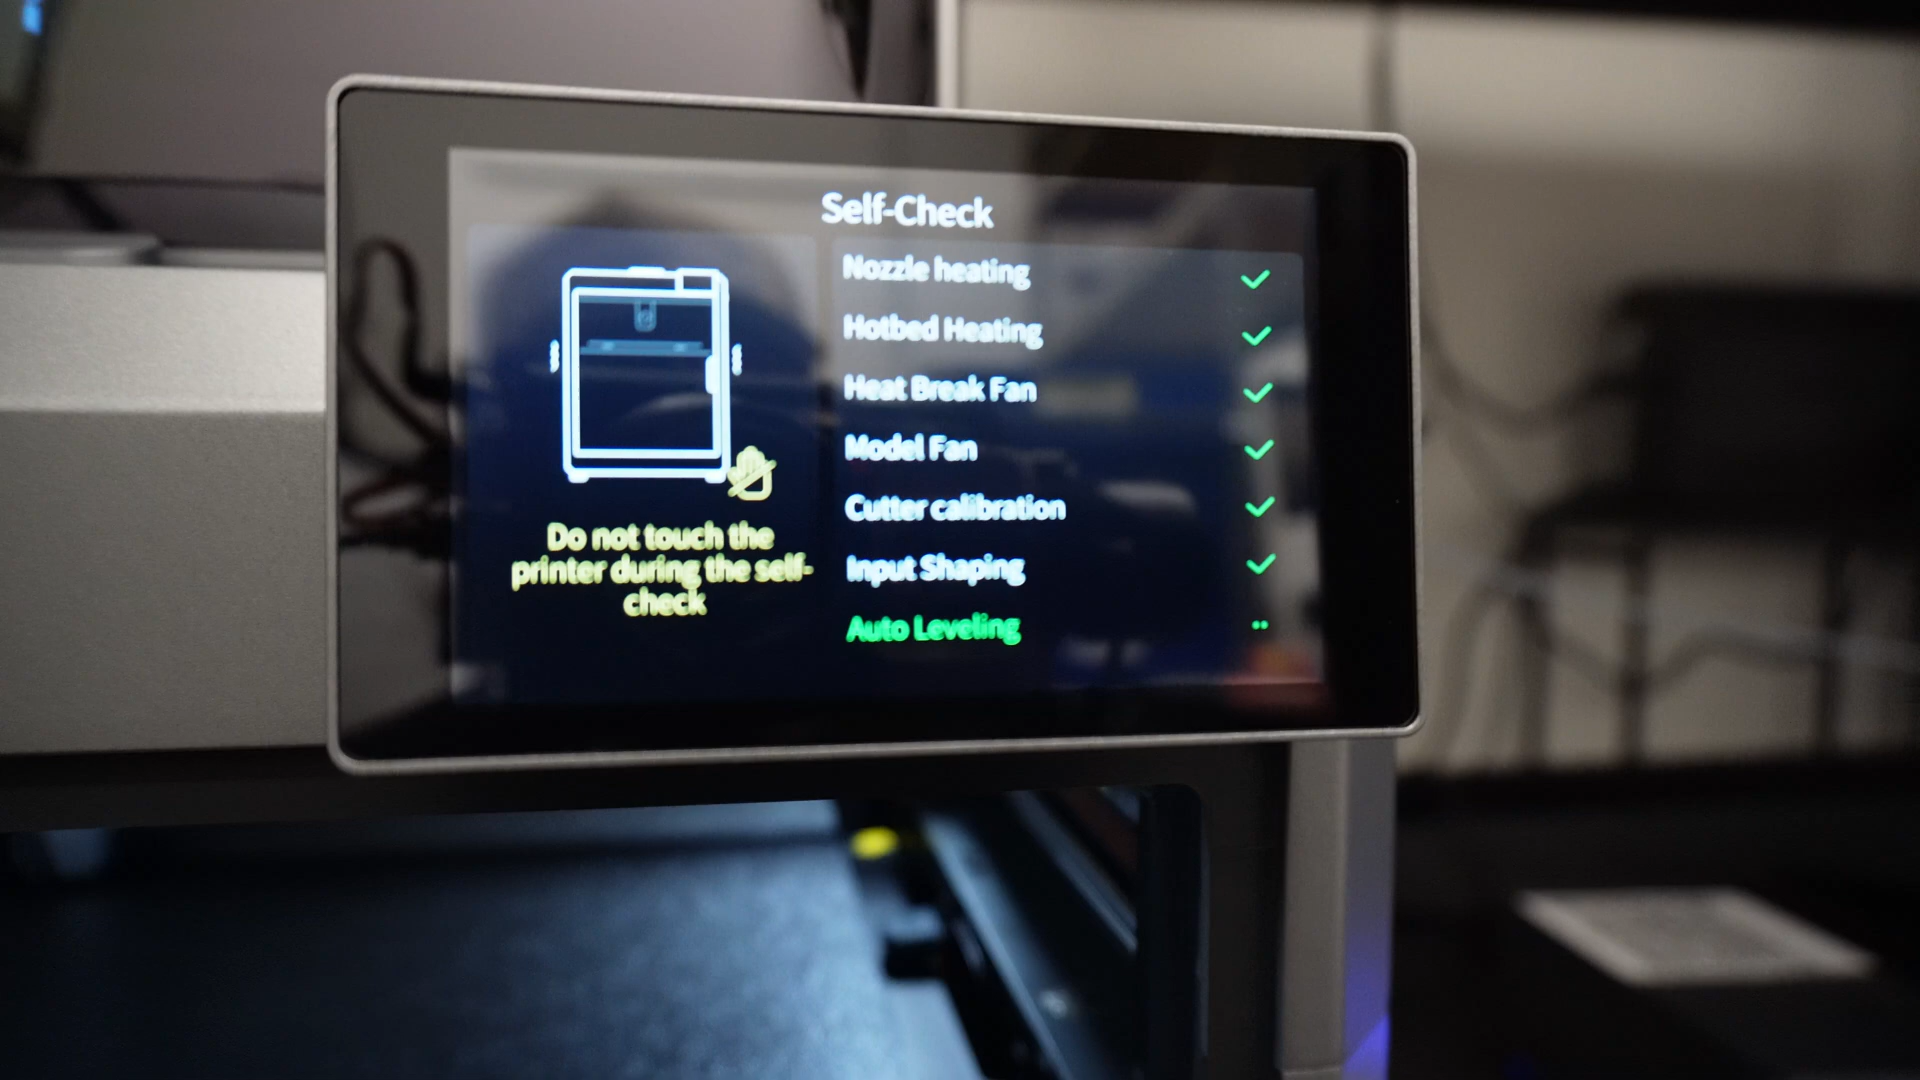 Self-Check
Nozzle heating
Hotbed Heating
Heat Break Fan
Model Fan
Cutter calibration
Input Shaping
Auto Leveling
Do not touch the
printer during the self-
check